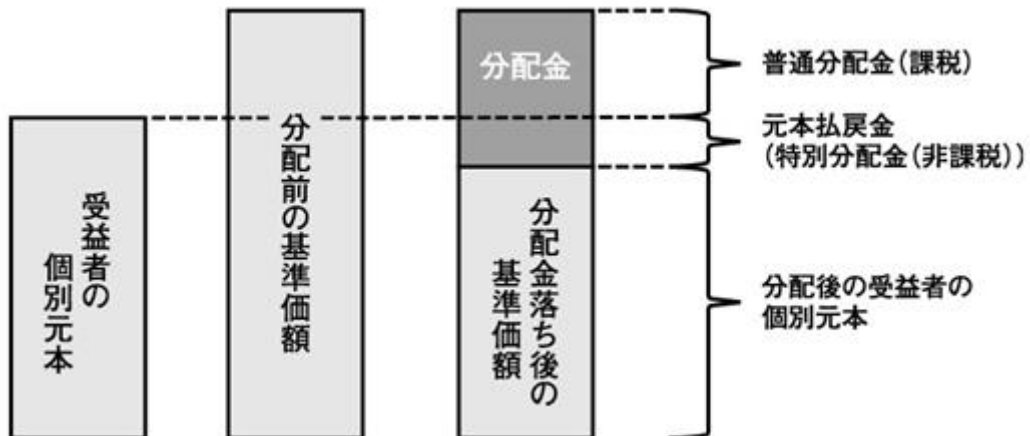 受益者の
個別元本
分配前の基準価額
分配金
分配金落ち後の
基準価額
普通分配金（課税）
元本払戻金
（特別分配金（非課税））
分配後の受益者の
個別元本